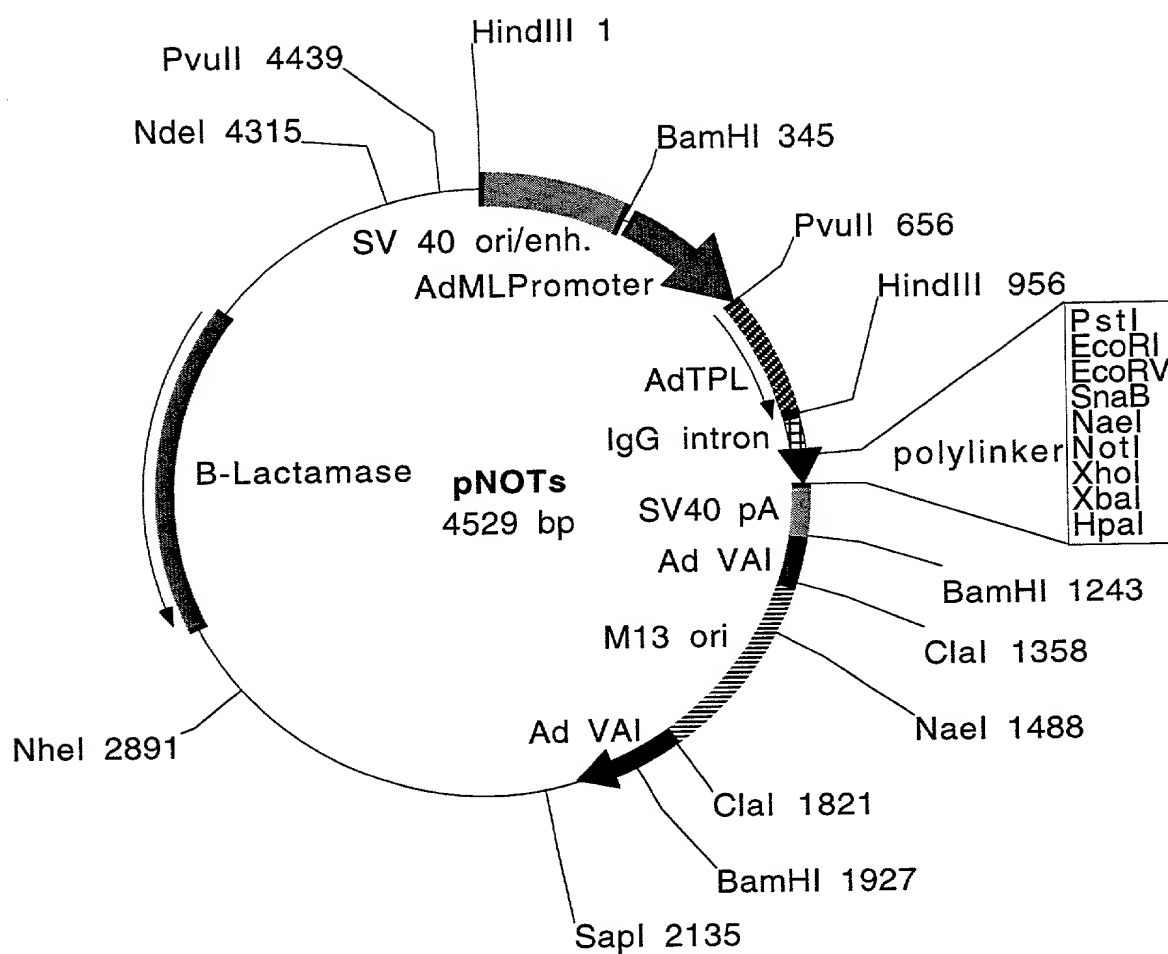 HindIII 1
PvuII 4439
NdeI 4315
BamHI 345
SV 40 ori/enh.
PvuII 656
AdMLPromoter
HindIII 956
PstI
EcoRI
EcoRV
SnaB
NaeI
NotI
XhoI
XbaI
HpaI
AdTPL
IgG intron
polylinker
B-Lactamase
pNOTs
4529 bp
SV40 pA
Ad VAI
BamHI 1243
M13 ori
ClaI 1358
NaeI 1488
Ad VAI
NheI 2891
ClaI 1821
BamHI 1927
SapI 2135